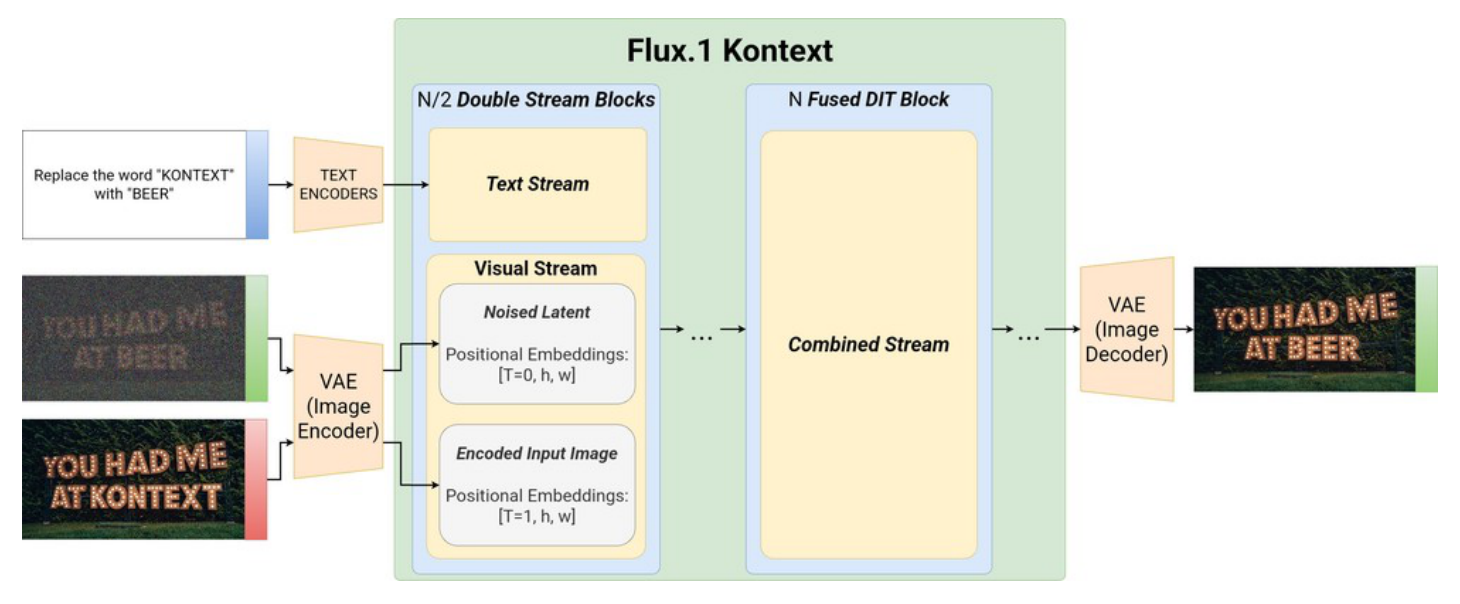 Flux.1 Kontext
N/2 Double Stream Blocks
N Fused DIT Block
Replace the word "KONTEXT"
with "BEER"
TEXT
ENCODERS
Text Stream
YOU HAD ME
AT BEER
YOU HAD ME
AT KONTEXT
VAE
(Image
Encoder)
Visual Stream
Noised Latent
Positional Embeddings:
[T=0, h, w]
Encoded Input Image
Positional Embeddings:
[T=1, h, w]
...
Combined Stream
...
VAE
(Image
Decoder)
YOU HAD ME
AT BEER